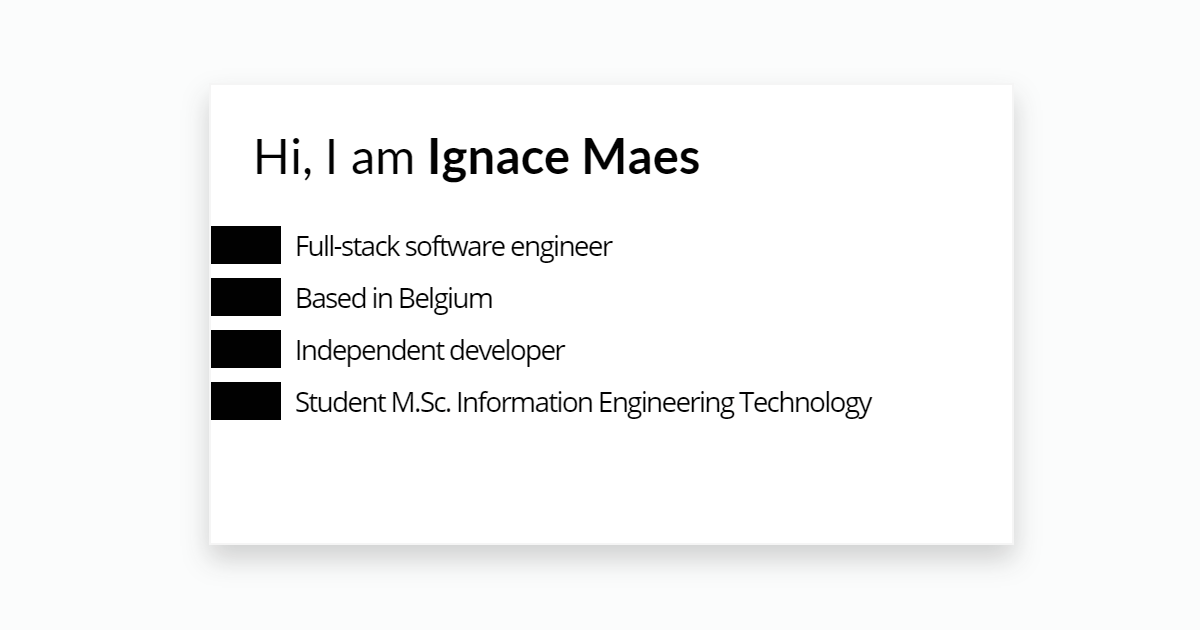 Hi, I am Ignace Maes
Full-stack software engineer
Based in Belgium
Independent developer
Student M.Sc. Information Engineering Technology